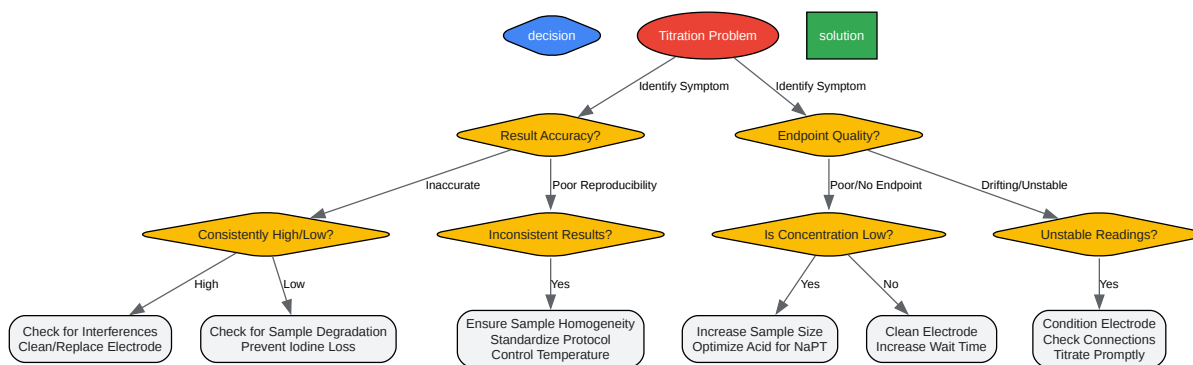 decision
Titration Problem
solution
Identify Symptom
Identify Symptom
Result Accuracy?
Endpoint Quality?
Inaccurate
Poor Reproducibility
Poor/No Endpoint
Drifting/Unstable
Consistently High/Low?
Inconsistent Results?
Is Concentration Low?
Unstable Readings?
High
Low
Yes
Yes
No
Yes
Check for Interferences
Clean/Replace Electrode
Check for Sample Degradation
Prevent Iodine Loss
Ensure Sample Homogeneity
Standardize Protocol
Control Temperature
Increase Sample Size
Optimize Acid for NaPT
Clean Electrode
Increase Wait Time
Condition Electrode
Check Connections
Titrate Promptly